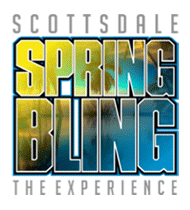 SCOTTSDALE
SPRING
BLING
THE EXPERIENCE